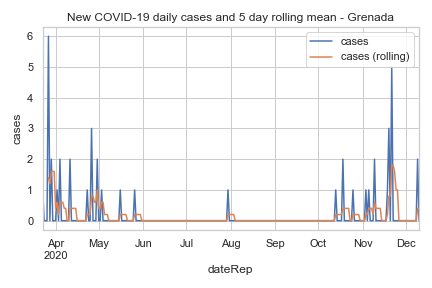 New COVID-19 daily cases and 5 day rolling mean - Grenada
cases
cases (rolling)
cases
6
5
4
3
2
1
0
Apr
2020
May
Jun
Jul
Aug
Sep
Oct
Nov
Dec
dateRep